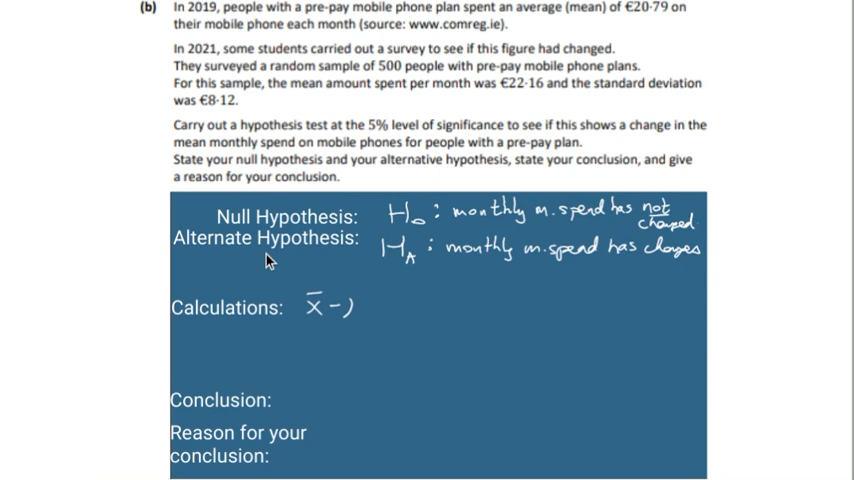 (b) In 2019, people with a pre-pay mobile phone plan spent an average (mean) of €20·79 on
their mobile phone each month (source: www.comreg.ie).
In 2021, some students carried out a survey to see if this figure had changed.
They surveyed a random sample of 500 people with pre-pay mobile phone plans.
For this sample, the mean amount spent per month was €22·16 and the standard deviation
was €8·12.
Carry out a hypothesis test at the 5% level of significance to see if this shows a change in the
mean monthly spend on mobile phones for people with a pre-pay plan.
State your null hypothesis and your alternative hypothesis, state your conclusion, and give
a reason for your conclusion.
Null Hypothesis: H₀ : monthly m. spend has not
changed
Alternate Hypothesis: H_A : monthly m. spend has changes
Calculations: x̄ - )
Conclusion:
Reason for your
conclusion: